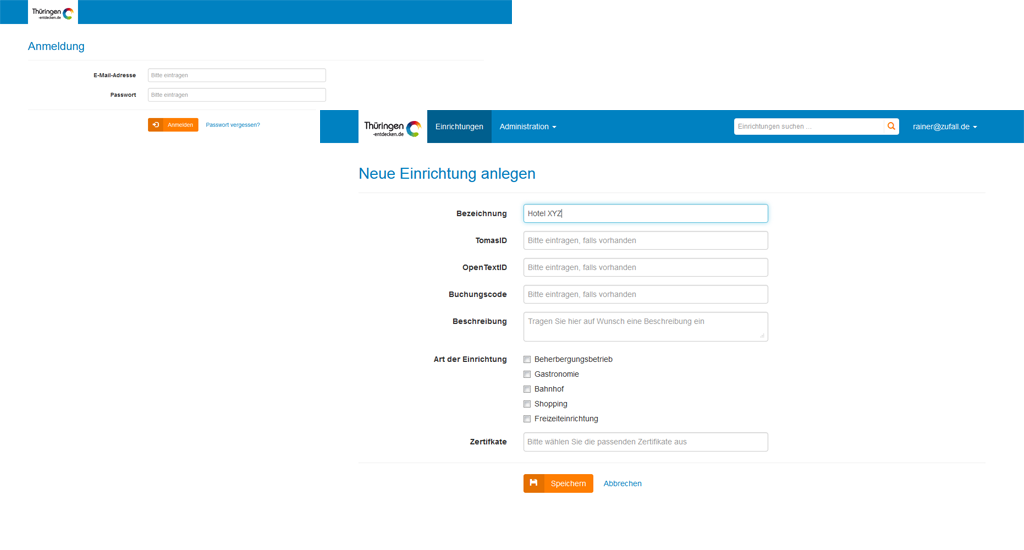 Thüringen
-entdecken.de
Anmeldung
E-Mail-Adresse Bitte eintragen
Passwort Bitte eintragen
Anmelden Passwort vergessen?
Thüringen
-entdecken.de
Einrichtungen Administration Einrichtungen suchen... rainer@zufall.de
Neue Einrichtung anlegen
Bezeichnung Hotel XYZ
TomasID Bitte eintragen, falls vorhanden
OpenTextID Bitte eintragen, falls vorhanden
Buchungscode Bitte eintragen, falls vorhanden
Beschreibung Tragen Sie hier auf Wunsch eine Beschreibung ein
Art der Einrichtung Beherbergungsbetrieb
Gastronomie
Bahnhof
Shopping
Freizeiteinrichtung
Zertifkate Bitte wählen Sie die passenden Zertifikate aus
Speichern Abbrechen